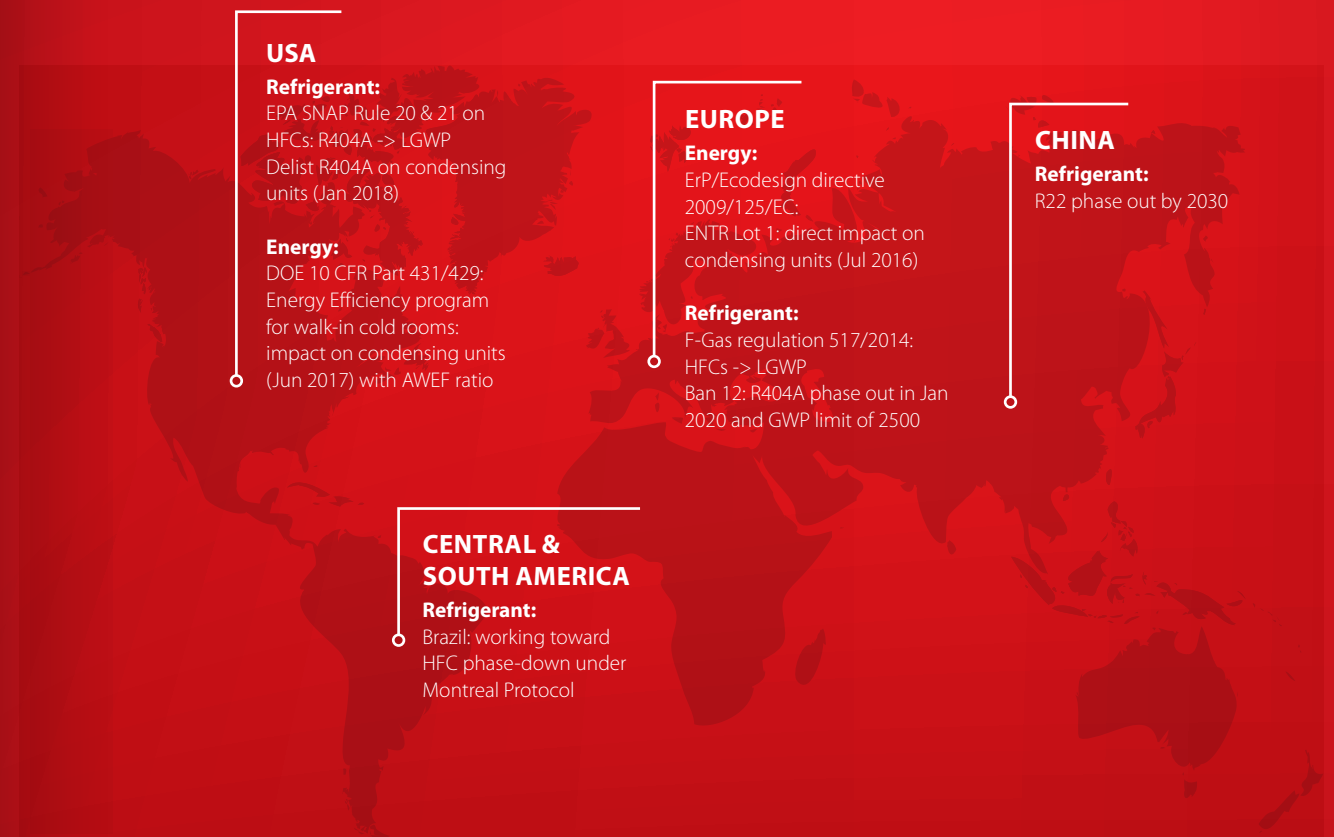 USA
Refrigerant:
EPA SNAP Rule 20 & 21 on
HFCs: R404A -> LGWP
Delist R404A on condensing
units (Jan 2018)
Energy:
DOE 10 CFR Part 431/429:
Energy Efficiency program
for walk-in cold rooms:
impact on condensing units
(Jun 2017) with AWEF ratio
EUROPE
Energy:
ErP/Ecodesign directive
2009/125/EC:
ENTR Lot 1: direct impact on
condensing units (Jul 2016)
Refrigerant:
F-Gas regulation 517/2014:
HFCs -> LGWP
Ban 12: R404A phase out in Jan
2020 and GWP limit of 2500
CHINA
Refrigerant:
R22 phase out by 2030
CENTRAL &
SOUTH AMERICA
Refrigerant:
Brazil: working toward
HFC phase-down under
Montreal Protocol